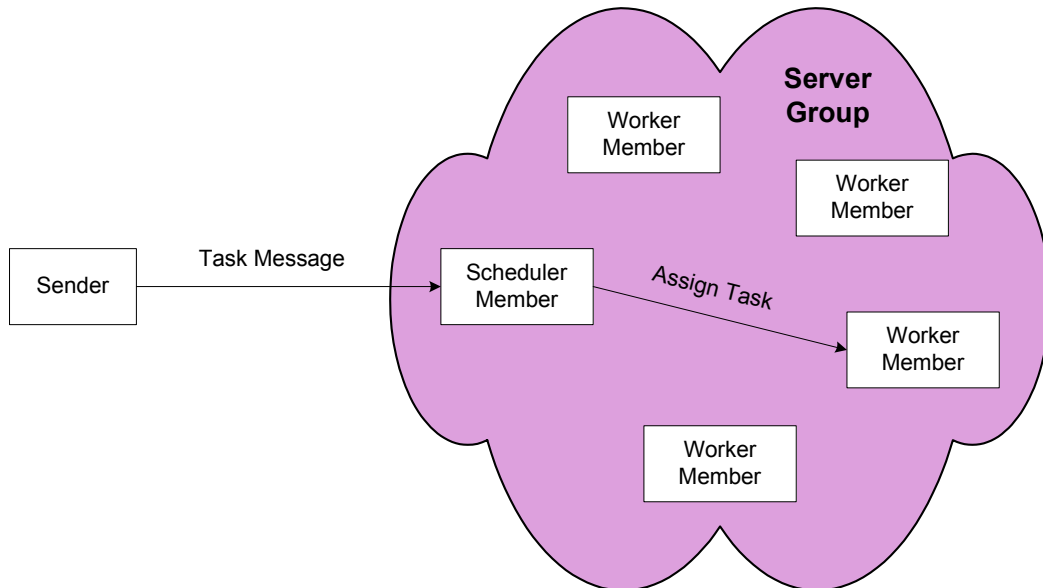 Server
Group
Worker
Member
Worker
Member
Sender
Task Message
Scheduler
Member
Assign Task
Worker
Member
Worker
Member